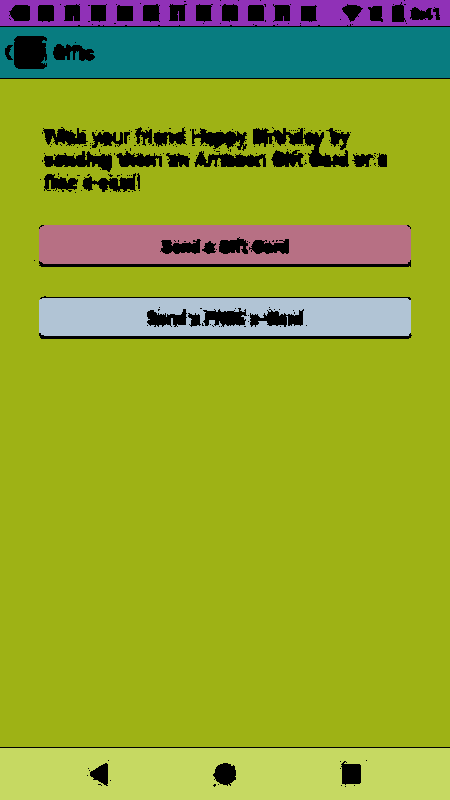 Gifts
Wish your friend Happy Birthday by
sending them an Amazon Gift Card or a
free e-card!
Send a Gift Card
Send a FREE e-Card